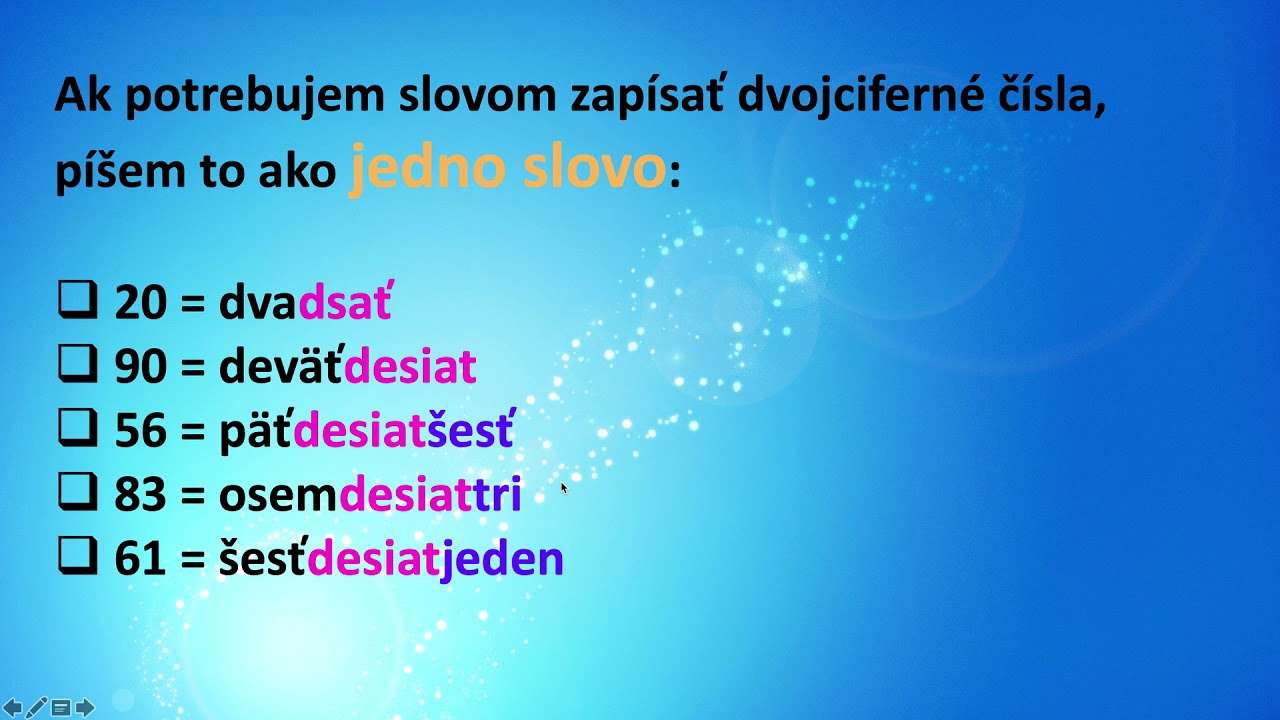 Ak potrebujem slovom zapísať dvojciferné čísla,
píšem to ako jedno slovo:
❑ 20 = dvadsať
❑ 90 = deväťdesiat
❑ 56 = päťdesiatšesť
❑ 83 = osemdesiattri
❑ 61 = šesťdesiatjeden